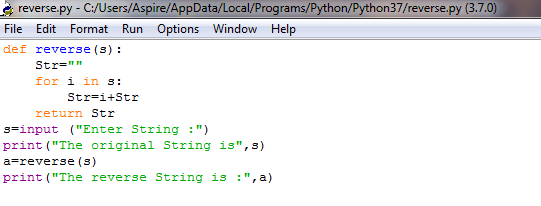 reverse.py - C:/Users/Aspire/AppData/Local/Programs/Python/Python37/reverse.py (3.7.0)
File Edit Format Run Options Window Help
def reverse(s):
    Str=""
    for i in s:
        Str=i+Str
    return Str
s=input ("Enter String :")
print("The original String is",s)
a=reverse(s)
print("The reverse String is :",a)